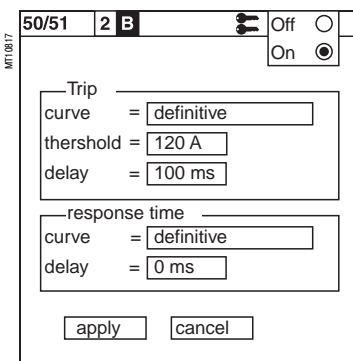 50/51 2 B Off
On
MT10817
Trip
curve = definitive
thershold = 120 A
delay = 100 ms
response time
curve = definitive
delay = 0 ms
apply cancel